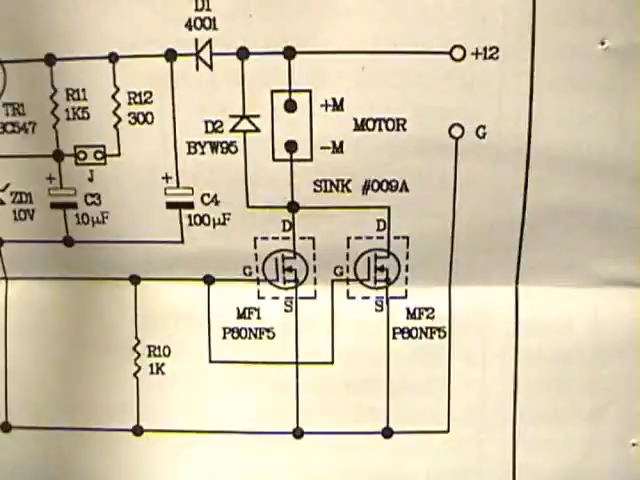 D1
4001
+12
R11
1K5
R12
300
TR1
BC547
D2
BYW95
+M
-M
MOTOR
G
J
SINK #009A
ZD1
10V
+
C3
10µF
+
C4
100µF
D
D
G
G
S
S
MF1
P80NF5
MF2
P80NF5
R10
1K